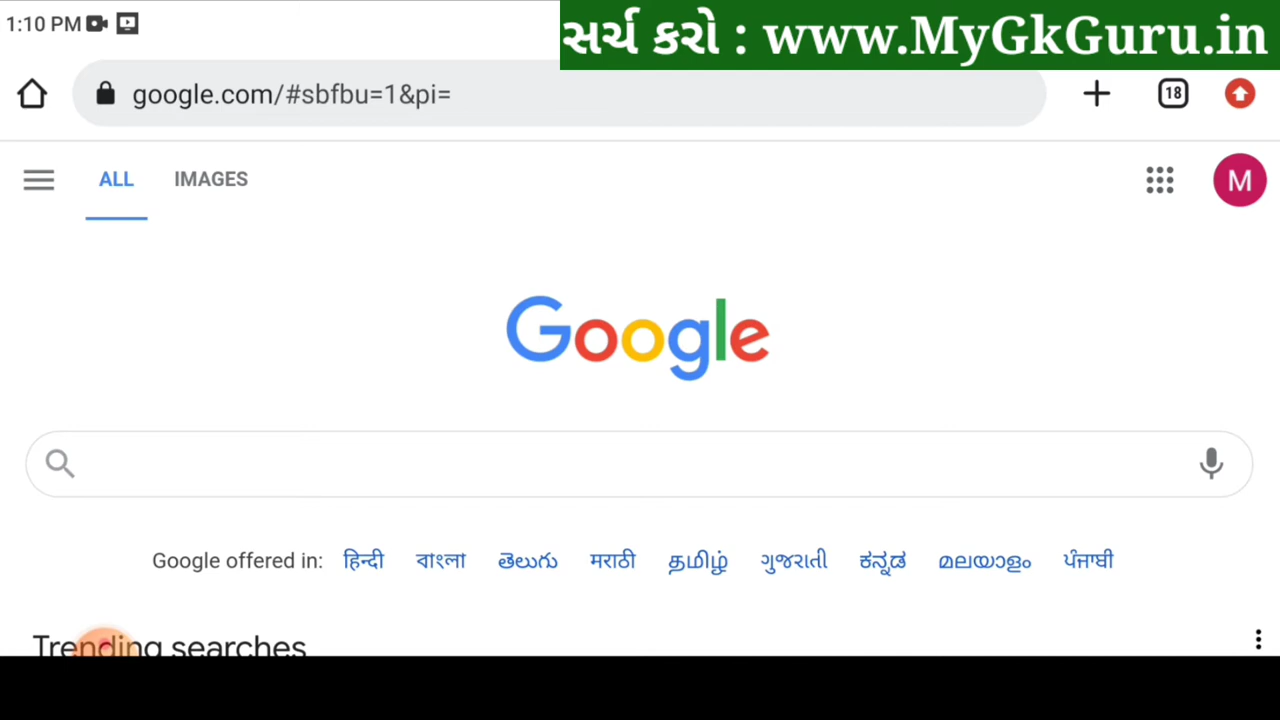 1:10 PM
સર્ચ કરો : www.MyGkGuru.in
google.com/#sbfbu=1&pi=
18
ALL IMAGES
M
Google
Google offered in: हिन्दी বাংলা తెలుగు मराठी தமிழ் ગુજરાતી ಕನ್ನಡ മലയാളം ਪੰਜਾਬੀ
Trending searches